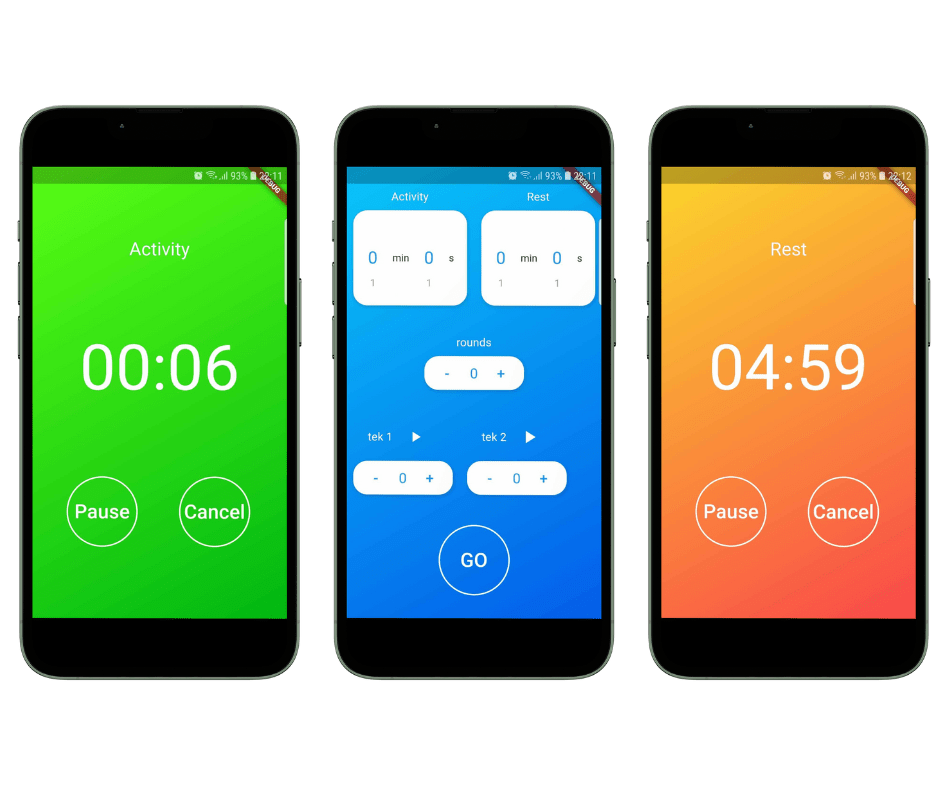 93% 22:11
DEBUG
Activity
00:06
Pause Cancel
93% 22:11
DEBUG
Activity Rest
0 min 0 s 0 min 0 s
1 1 1 1
rounds
- 0 +
tek 1 tek 2
- 0 + - 0 +
GO
93% 22:12
DEBUG
Rest
04:59
Pause Cancel